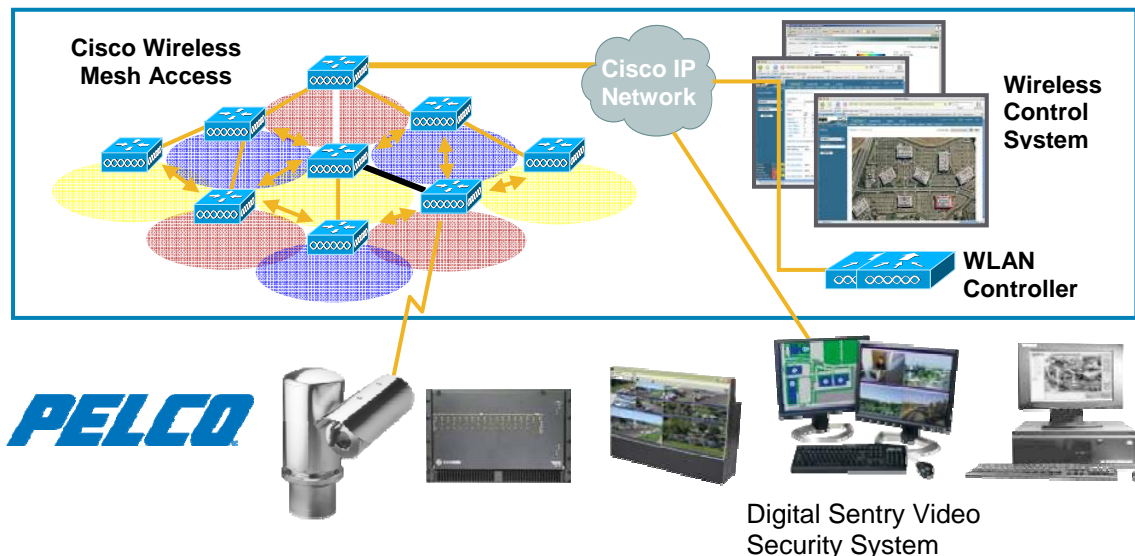 Cisco Wireless
Mesh Access
Cisco IP
Network
Wireless
Control
System
WLAN
Controller
PELCO
Digital Sentry Video
Security System